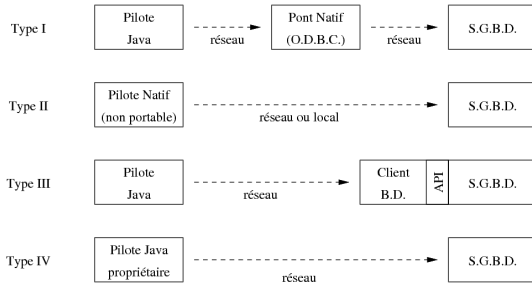 Type I
Pilote
Java
réseau
Pont Natif
(O.D.B.C.)
réseau
S.G.B.D.
Type II
Pilote Natif
(non portable)
réseau ou local
S.G.B.D.
Type III
Pilote
Java
réseau
Client
B.D.
API
S.G.B.D.
Type IV
Pilote Java
propriétaire
réseau
S.G.B.D.